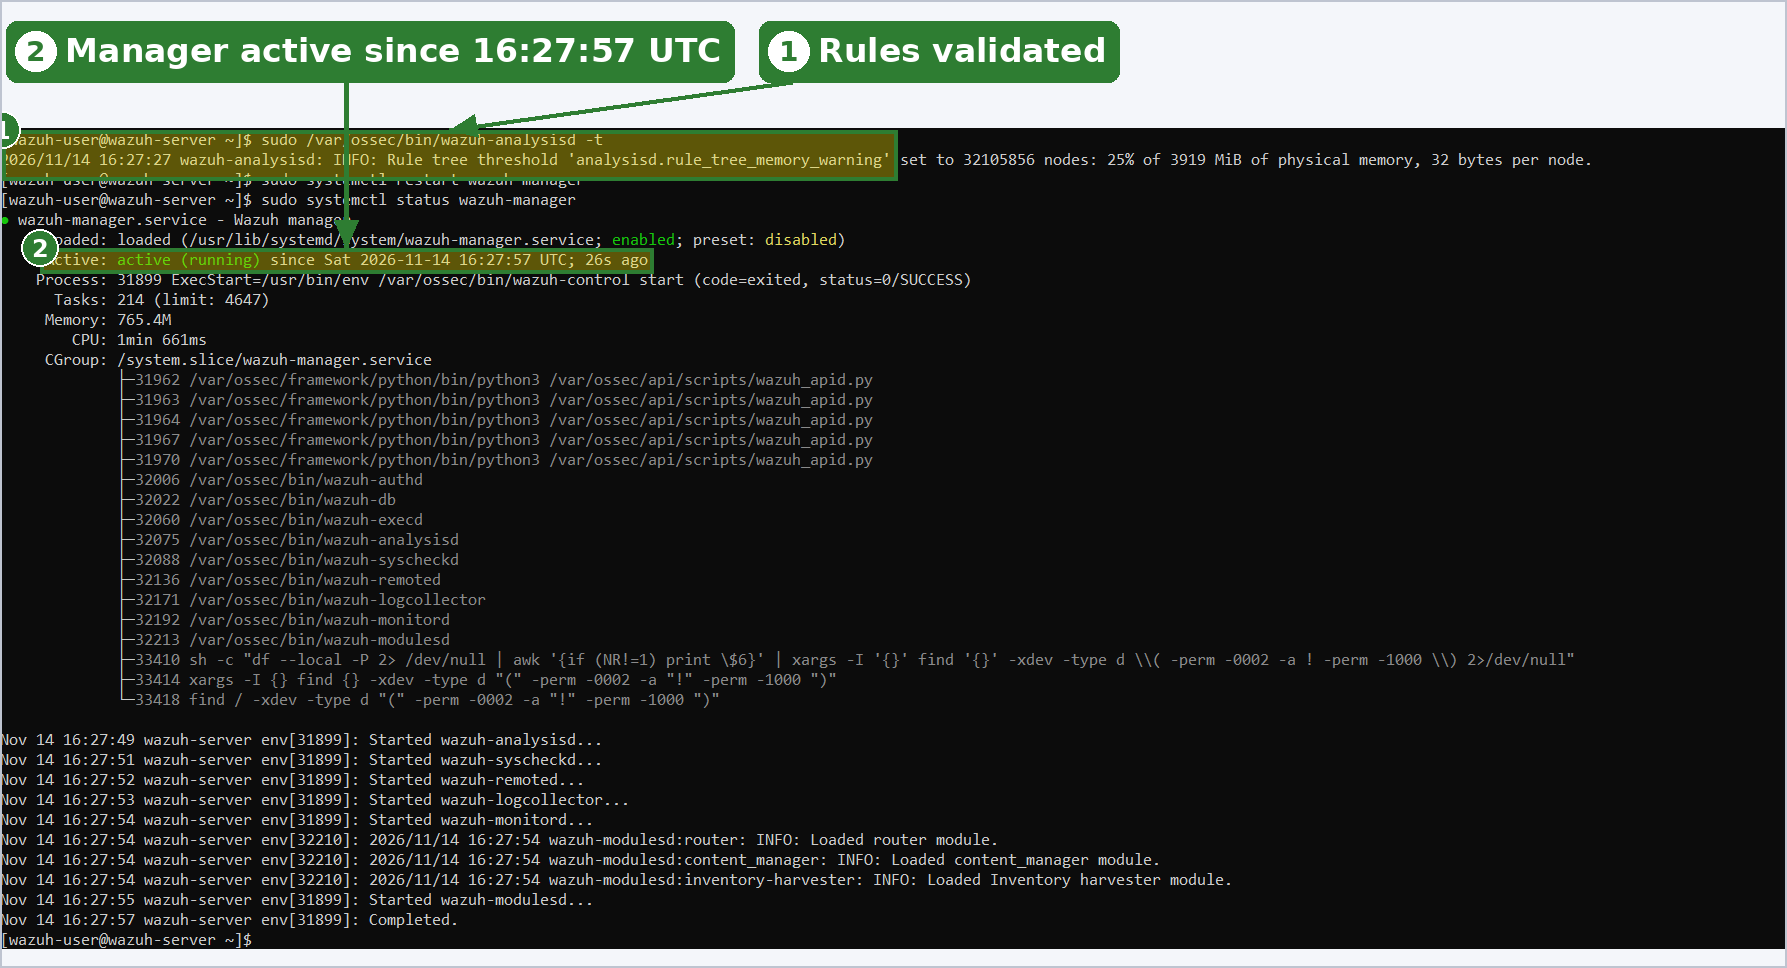 2 Manager active since 16:27:57 UTC
1 Rules validated
1
wazuh-user@wazuh-server ~]$ sudo /var/ossec/bin/wazuh-analysisd -t
2026/11/14 16:27:27 wazuh-analysisd: INFO: Rule tree threshold 'analysisd.rule_tree_memory_warning' set to 32105856 nodes: 25% of 3919 MiB of physical memory, 32 bytes per node.
[wazuh-user@wazuh-server ~]$ sudo systemctl restart wazuh-manager
[wazuh-user@wazuh-server ~]$ sudo systemctl status wazuh-manager
● wazuh-manager.service - Wazuh manager
2
oaded: loaded (/usr/lib/systemd/system/wazuh-manager.service; enabled; preset: disabled)
ctive: active (running) since Sat 2026-11-14 16:27:57 UTC; 26s ago
Process: 31899 ExecStart=/usr/bin/env /var/ossec/bin/wazuh-control start (code=exited, status=0/SUCCESS)
Tasks: 214 (limit: 4647)
Memory: 765.4M
CPU: 1min 661ms
CGroup: /system.slice/wazuh-manager.service
├─31962 /var/ossec/framework/python/bin/python3 /var/ossec/api/scripts/wazuh_apid.py
├─31963 /var/ossec/framework/python/bin/python3 /var/ossec/api/scripts/wazuh_apid.py
├─31964 /var/ossec/framework/python/bin/python3 /var/ossec/api/scripts/wazuh_apid.py
├─31967 /var/ossec/framework/python/bin/python3 /var/ossec/api/scripts/wazuh_apid.py
├─31970 /var/ossec/framework/python/bin/python3 /var/ossec/api/scripts/wazuh_apid.py
├─32006 /var/ossec/bin/wazuh-authd
├─32022 /var/ossec/bin/wazuh-db
├─32060 /var/ossec/bin/wazuh-execd
├─32075 /var/ossec/bin/wazuh-analysisd
├─32088 /var/ossec/bin/wazuh-syscheckd
├─32136 /var/ossec/bin/wazuh-remoted
├─32171 /var/ossec/bin/wazuh-logcollector
├─32192 /var/ossec/bin/wazuh-monitord
├─32213 /var/ossec/bin/wazuh-modulesd
├─33410 sh -c "df --local -P 2> /dev/null | awk '{if (NR!=1) print \$6}' | xargs -I '{}' find '{}' -xdev -type d \\( -perm -0002 -a ! -perm -1000 \\) 2>/dev/null"
├─33414 xargs -I {} find {} -xdev -type d "(" -perm -0002 -a "!" -perm -1000 ")"
└─33418 find / -xdev -type d "(" -perm -0002 -a "!" -perm -1000 ")"
Nov 14 16:27:49 wazuh-server env[31899]: Started wazuh-analysisd...
Nov 14 16:27:51 wazuh-server env[31899]: Started wazuh-syscheckd...
Nov 14 16:27:52 wazuh-server env[31899]: Started wazuh-remoted...
Nov 14 16:27:53 wazuh-server env[31899]: Started wazuh-logcollector...
Nov 14 16:27:54 wazuh-server env[31899]: Started wazuh-monitord...
Nov 14 16:27:54 wazuh-server env[32210]: 2026/11/14 16:27:54 wazuh-modulesd:router: INFO: Loaded router module.
Nov 14 16:27:54 wazuh-server env[32210]: 2026/11/14 16:27:54 wazuh-modulesd:content_manager: INFO: Loaded content_manager module.
Nov 14 16:27:54 wazuh-server env[32210]: 2026/11/14 16:27:54 wazuh-modulesd:inventory-harvester: INFO: Loaded Inventory harvester module.
Nov 14 16:27:55 wazuh-server env[31899]: Started wazuh-modulesd...
Nov 14 16:27:57 wazuh-server env[31899]: Completed.
[wazuh-user@wazuh-server ~]$